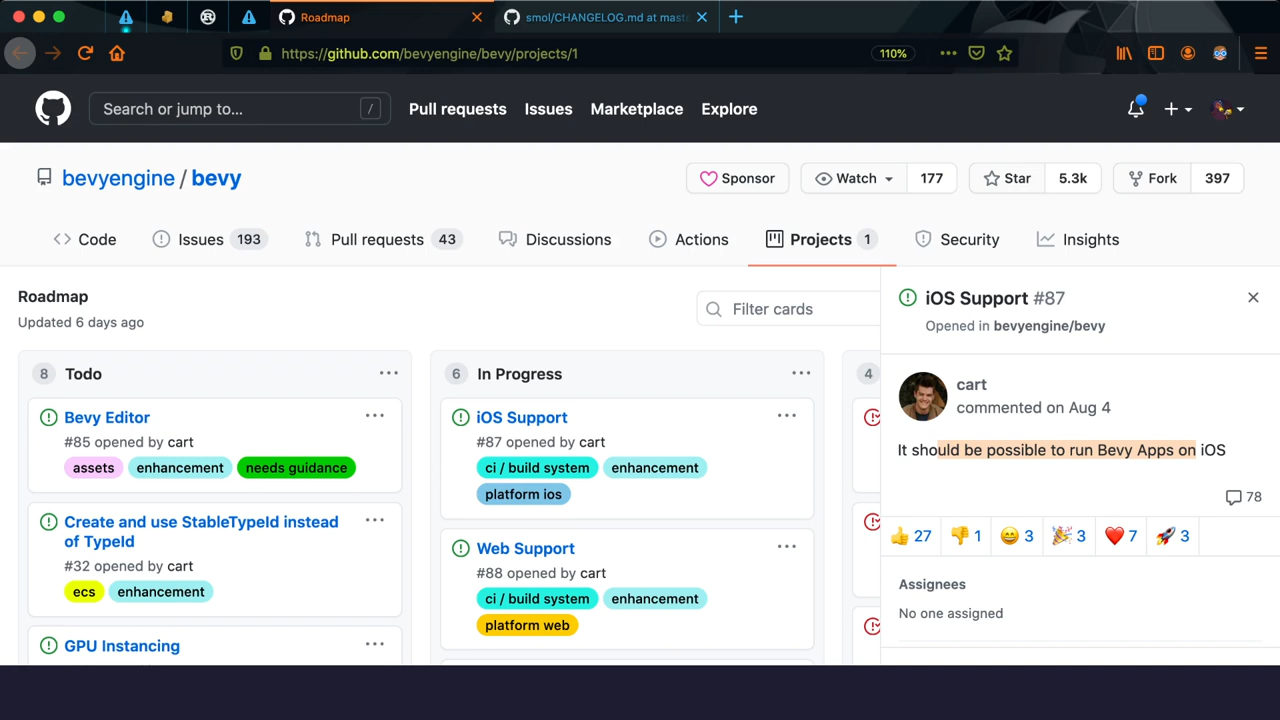 Roadmap
smol/CHANGELOG.md at mast
https://github.com/bevyengine/bevy/projects/1
110%
Search or jump to...
/
Pull requests
Issues
Marketplace
Explore
bevyengine / bevy
Sponsor
Watch
177
Star
5.3k
Fork
397
Code
Issues 193
Pull requests 43
Discussions
Actions
Projects 1
Security
Insights
Roadmap
Updated 6 days ago
Filter cards
8 Todo
Bevy Editor
#85 opened by cart
assets enhancement needs guidance
Create and use StableTypeId instead
of TypeId
#32 opened by cart
ecs enhancement
GPU Instancing
6 In Progress
iOS Support
#87 opened by cart
ci / build system enhancement
platform ios
Web Support
#88 opened by cart
ci / build system enhancement
platform web
4
iOS Support #87
Opened in bevyengine/bevy
cart
commented on Aug 4
It should be possible to run Bevy Apps on iOS
78
27 1 3 3 7 3
Assignees
No one assigned